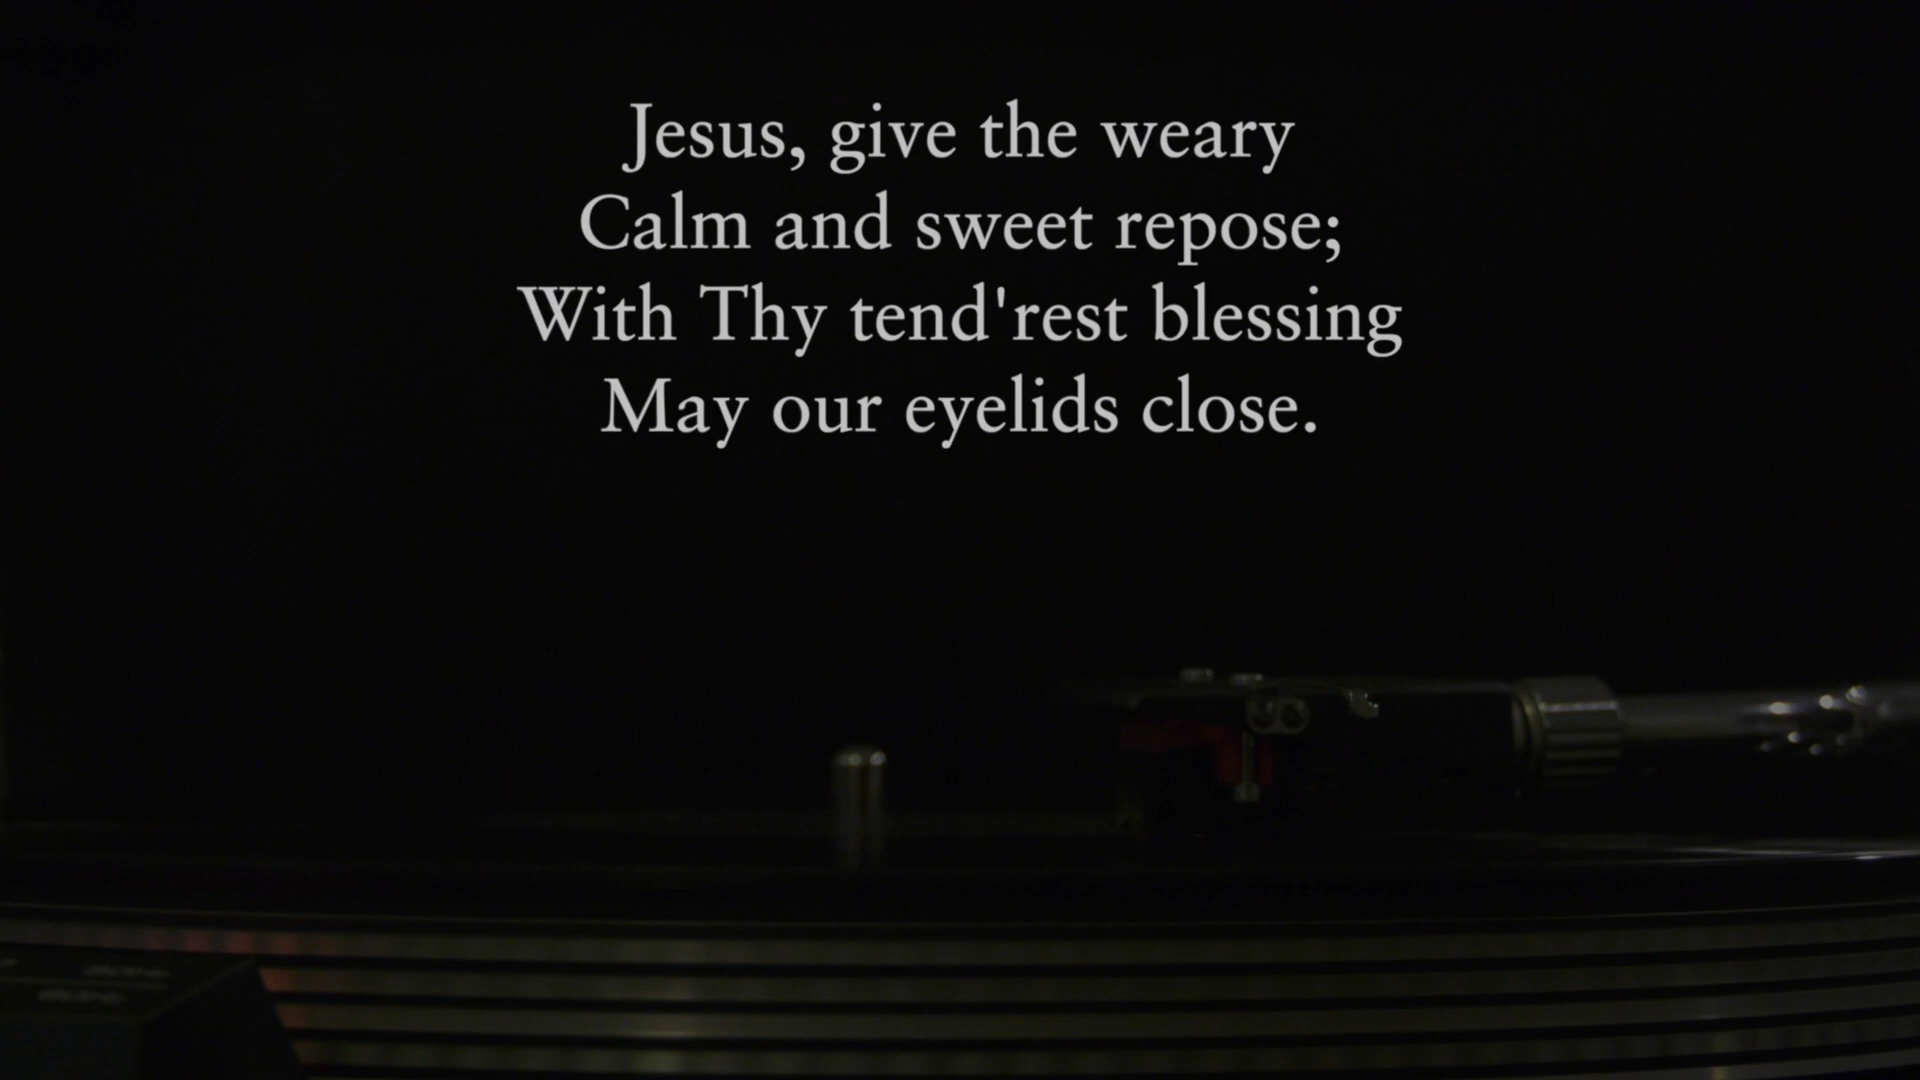 Jesus, give the weary
Calm and sweet repose;
With Thy tend'rest blessing
May our eyelids close.